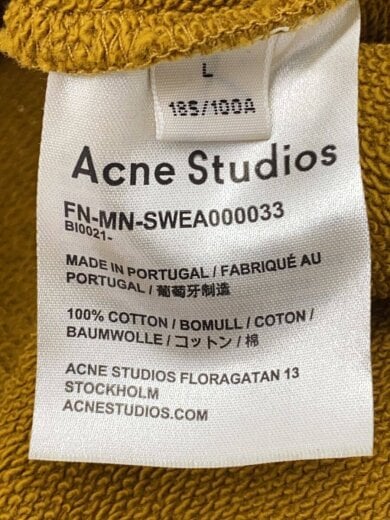 L
185/100A
Acne Studios
FN-MN-SWEA000033
BI0021-
MADE IN PORTUGAL / FABRIQUÉ AU
PORTUGAL / 葡萄牙制造
100% COTTON / BOMULL / COTON /
BAUMWOLLE / コットン / 棉
ACNE STUDIOS FLORAGATAN 13
STOCKHOLM
ACNESTUDIOS.COM